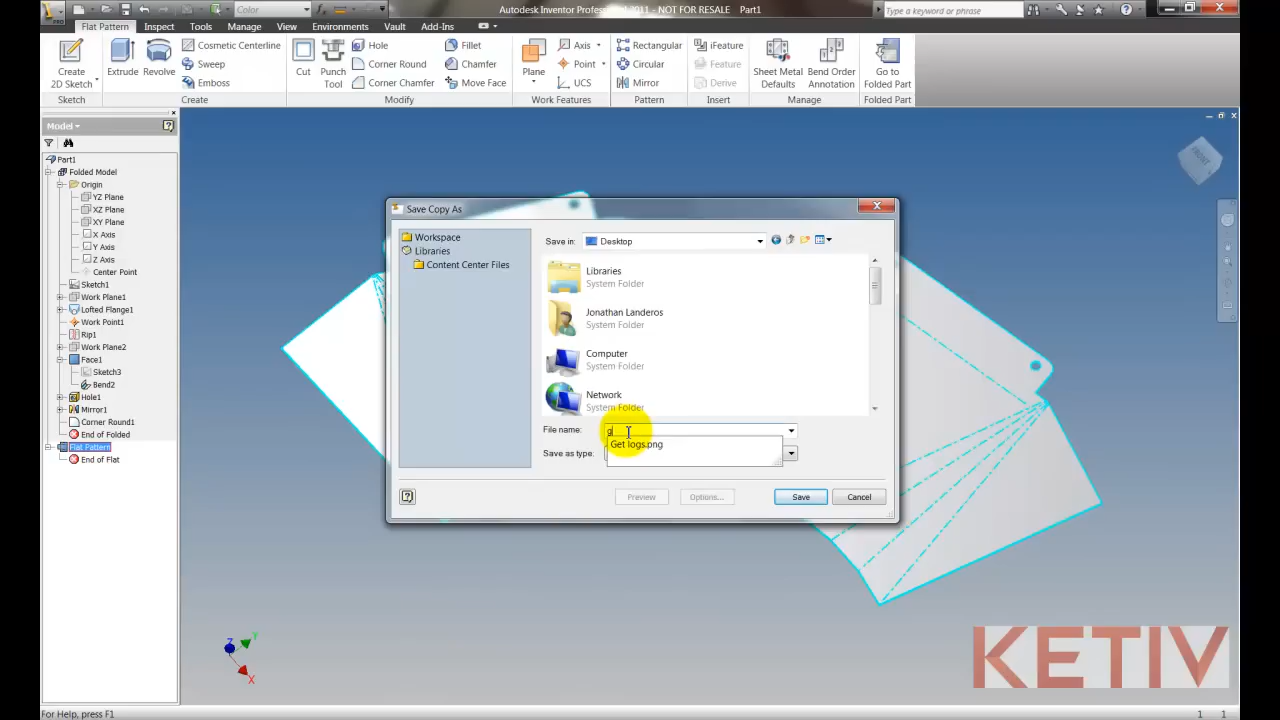 Color
Autodesk Inventor Professional 2011 - NOT FOR RESALE Part1
Type a keyword or phrase
PRO
Flat Pattern Inspect Tools Manage View Environments Vault Add-Ins
Create
2D Sketch
Sketch
Extrude
Revolve
Cosmetic Centerline
Sweep
Emboss
Create
Cut
Punch
Tool
Hole
Corner Round
Corner Chamfer
Fillet
Chamfer
Move Face
Modify
Plane
Axis
Point
UCS
Work Features
Rectangular
Circular
Mirror
Pattern
iFeature
Feature
Derive
Insert
Sheet Metal
Defaults
Bend Order
Annotation
Manage
Go to
Folded Part
Folded Part
Model
Part1
Folded Model
Origin
YZ Plane
XZ Plane
XY Plane
X Axis
Y Axis
Z Axis
Center Point
Sketch1
Work Plane1
Lofted Flange1
Work Point1
Rip1
Work Plane2
Face1
Sketch3
Bend2
Hole1
Mirror1
Corner Round1
End of Folded
Flat Pattern
End of Flat
FRONT
Save Copy As
Workspace
Libraries
Content Center Files
Save in: Desktop
Libraries
System Folder
Jonathan Landeros
System Folder
Computer
System Folder
Network
System Folder
File name: g
Get logs.png
Save as type:
Preview Options... Save Cancel
Z
Y
X
KETIV
For Help, press F1
1 1